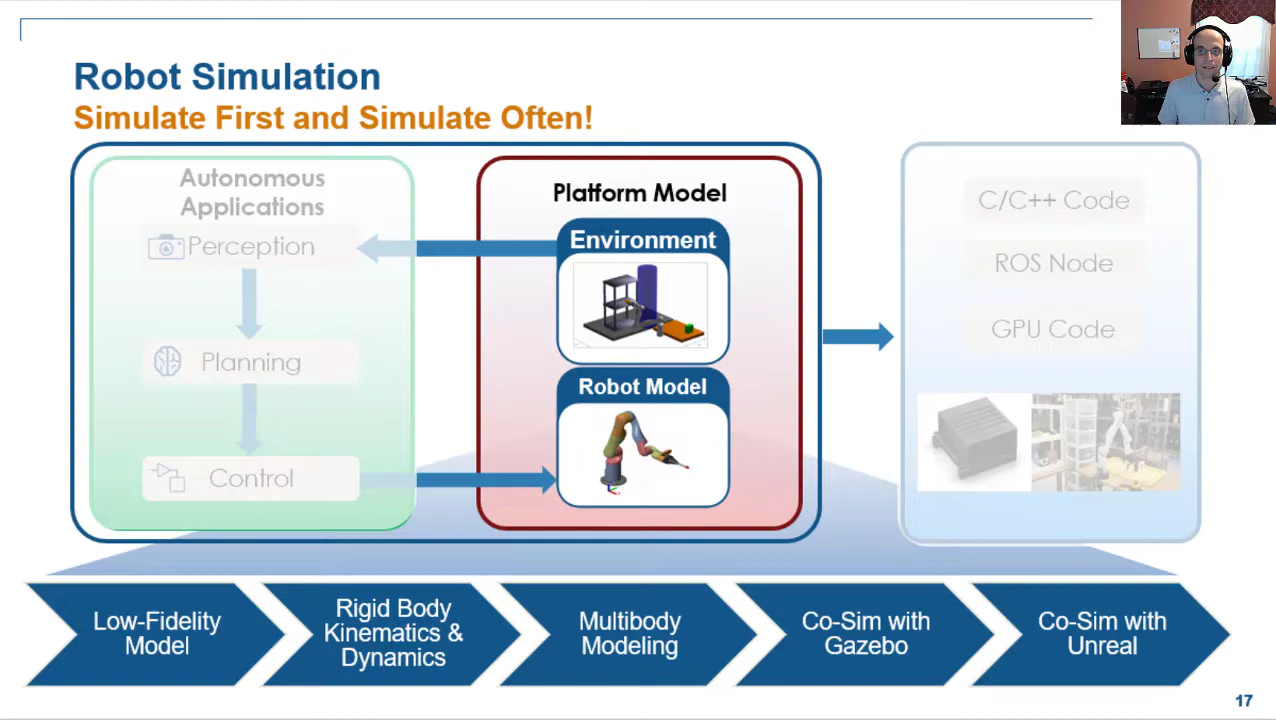 Robot Simulation
Simulate First and Simulate Often!
Autonomous
Applications
Perception
Planning
Control
Platform Model
Environment
Robot Model
C/C++ Code
ROS Node
GPU Code
Low-Fidelity
Model
Rigid Body
Kinematics &
Dynamics
Multibody
Modeling
Co-Sim with
Gazebo
Co-Sim with
Unreal
17